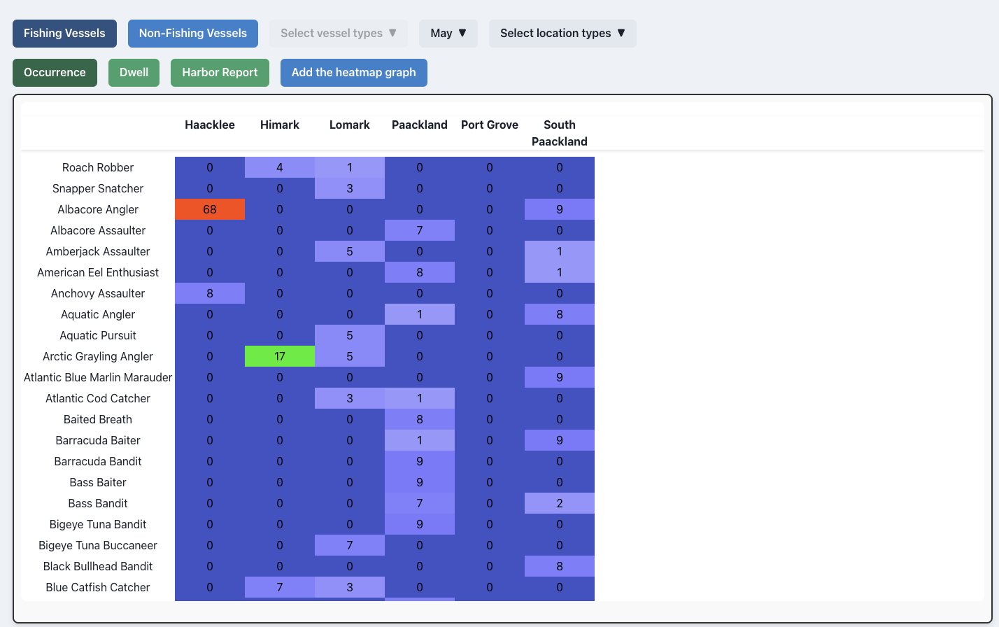 Fishing Vessels Non-Fishing Vessels Select vessel types ▼ May ▼ Select location types ▼
Occurrence Dwell Harbor Report Add the heatmap graph
Haacklee Himark Lomark Paackland Port Grove South
Paackland
Roach Robber 0 4 1 0 0 0
Snapper Snatcher 0 0 3 0 0 0
Albacore Angler 68 0 0 0 0 9
Albacore Assaulter 0 0 0 7 0 0
Amberjack Assaulter 0 0 5 0 0 1
American Eel Enthusiast 0 0 0 8 0 1
Anchovy Assaulter 8 0 0 0 0 0
Aquatic Angler 0 0 0 1 0 8
Aquatic Pursuit 0 0 5 0 0 0
Arctic Grayling Angler 0 17 5 0 0 0
Atlantic Blue Marlin Marauder 0 0 0 0 0 9
Atlantic Cod Catcher 0 0 3 1 0 0
Baited Breath 0 0 0 8 0 0
Barracuda Baiter 0 0 0 1 0 9
Barracuda Bandit 0 0 0 9 0 0
Bass Baiter 0 0 0 9 0 0
Bass Bandit 0 0 0 7 0 2
Bigeye Tuna Bandit 0 0 0 9 0 0
Bigeye Tuna Buccaneer 0 0 7 0 0 0
Black Bullhead Bandit 0 0 0 0 0 8
Blue Catfish Catcher 0 7 3 0 0 0